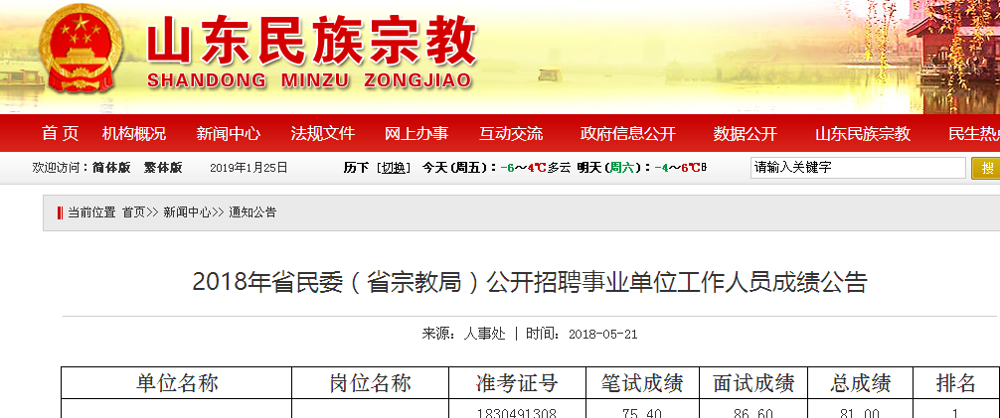 山东民族宗教
SHANDONG MINZU ZONGJIAO
首 页 机构概况 新闻中心 法规文件 网上办事 互动交流 政府信息公开 数据公开 山东民族宗教 民生热
欢迎访问：简体版 繁体版 2019年1月25日 历下 [切换] 今天(周五)：-6～4℃多云 明天(周六)：-4～6℃ 请输入关键字 搜
当前位置 首页>> 新闻中心>> 通知公告
2018年省民委（省宗教局）公开招聘事业单位工作人员成绩公告
来源：人事处 | 时间：2018-05-21
单位名称 岗位名称 准考证号 笔试成绩 面试成绩 总成绩 排名
1830491308 75.40 86.60 81.00 1